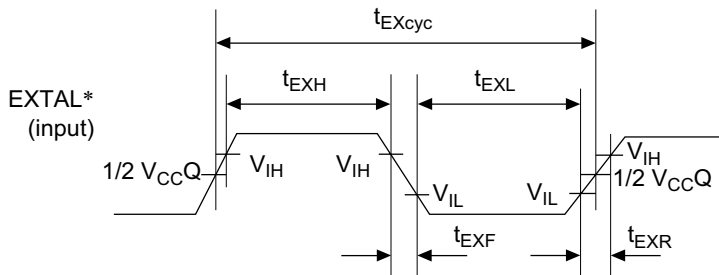 tEXcyc
tEXH
tEXL
EXTAL*
(input)
1/2 VCCQ
VIH
VIH
VIH
1/2 VCCQ
VIL
VIL
tEXF
tEXR